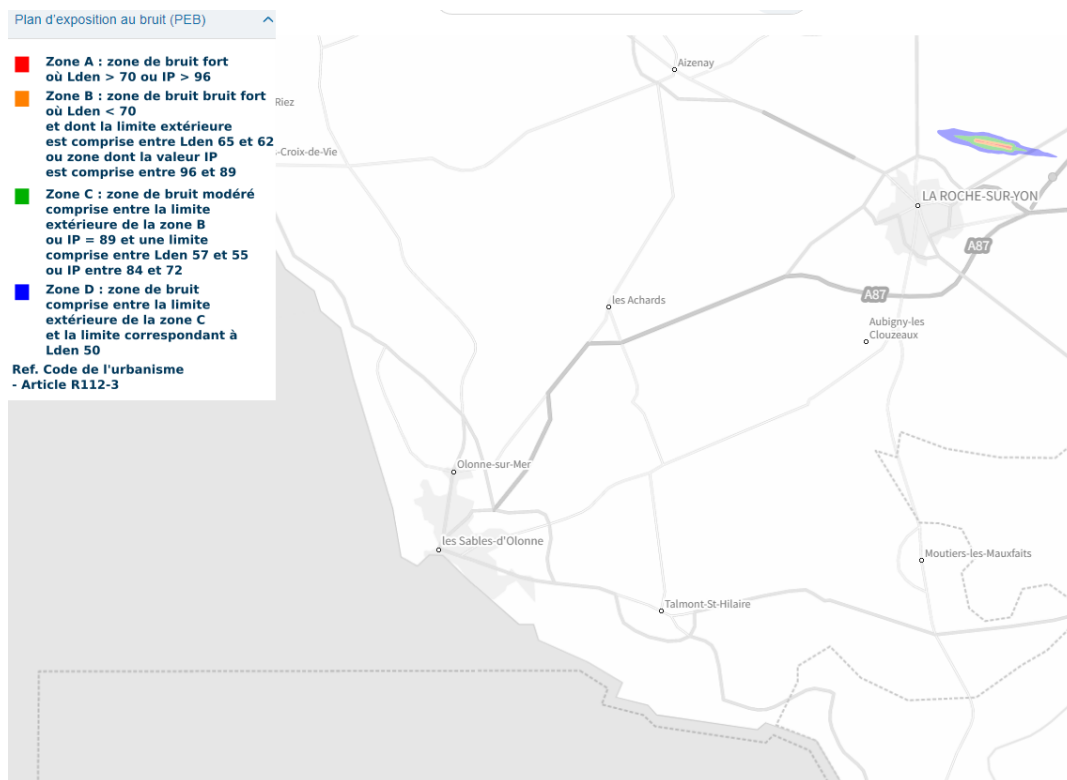 Plan d'exposition au bruit (PEB)
Zone A : zone de bruit fort
où Lden > 70 ou IP > 96
Zone B : zone de bruit bruit fort
où Lden < 70
et dont la limite extérieure
est comprise entre Lden 65 et 62
ou zone dont la valeur IP
est comprise entre 96 et 89
Zone C : zone de bruit modéré
comprise entre la limite
extérieure de la zone B
ou IP = 89 et une limite
comprise entre Lden 57 et 55
ou IP entre 84 et 72
Zone D : zone de bruit
comprise entre la limite
extérieure de la zone C
et la limite correspondant à
Lden 50
Ref. Code de l'urbanisme
- Article R112-3
Aizenay
Riez
-Croix-de-Vie
LA ROCHE-SUR-YON
A87
A87
les Achards
Aubigny-les
Clouzeaux
Olonne-sur-Mer
les Sables-d'Olonne
Moutiers-les-Mauxfaits
Talmont-St-Hilaire